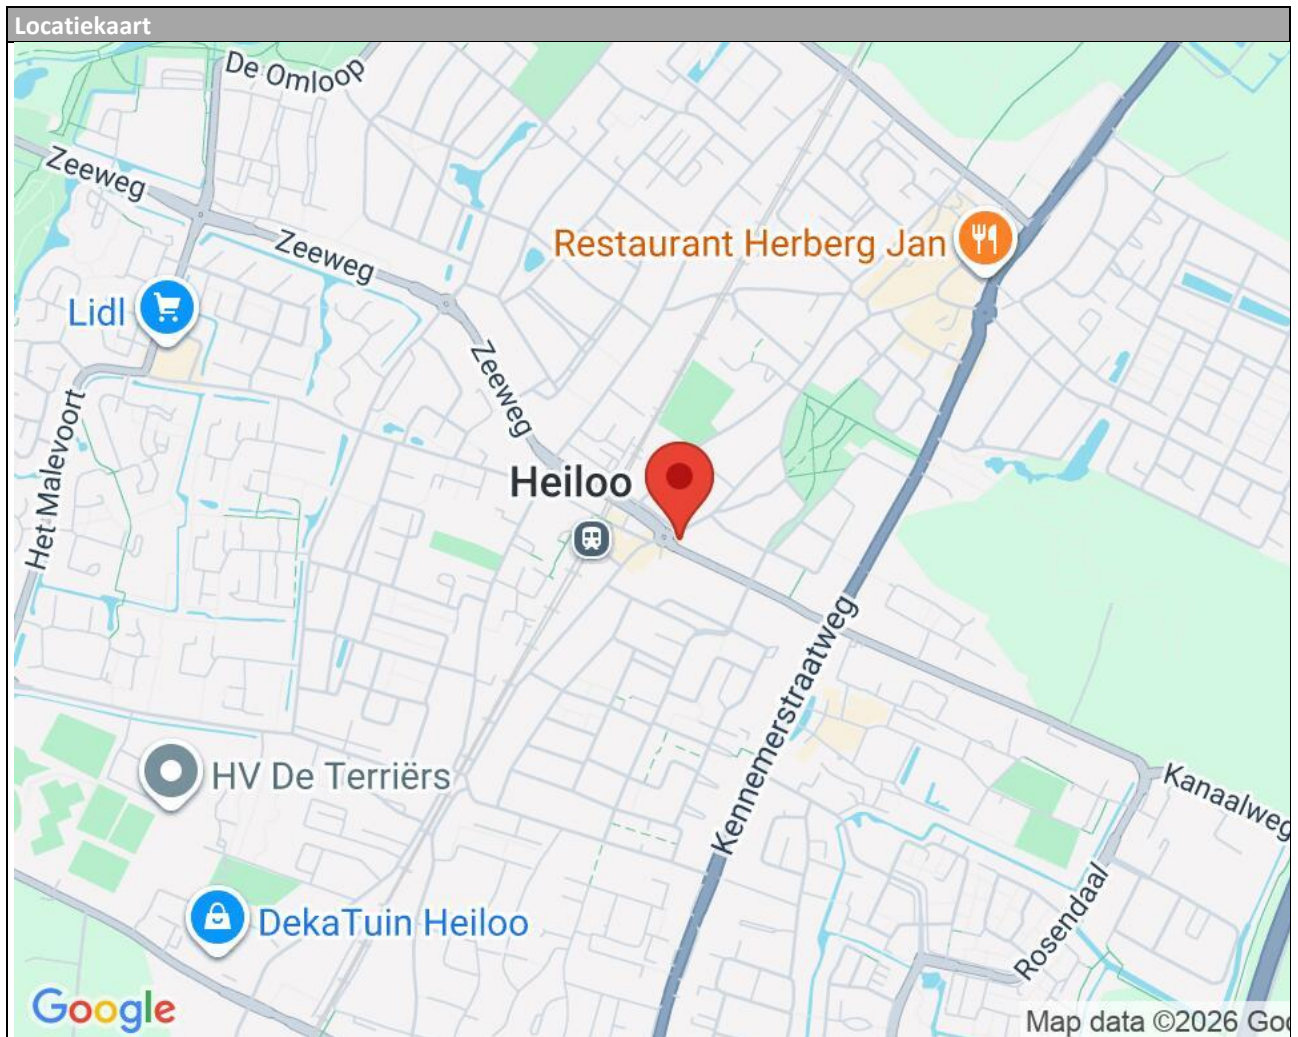 Locatiekaart
De Omloop
Zeeweg
Zeeweg
Restaurant Herberg Jan
Lidl
Zeeweg
Het Malevoort
Heiloo
Kennemerstraatweg
HV De Terriërs
Kanaalweg
DekaTuin Heiloo
Rosendaal
Google
Map data ©2026 Goo